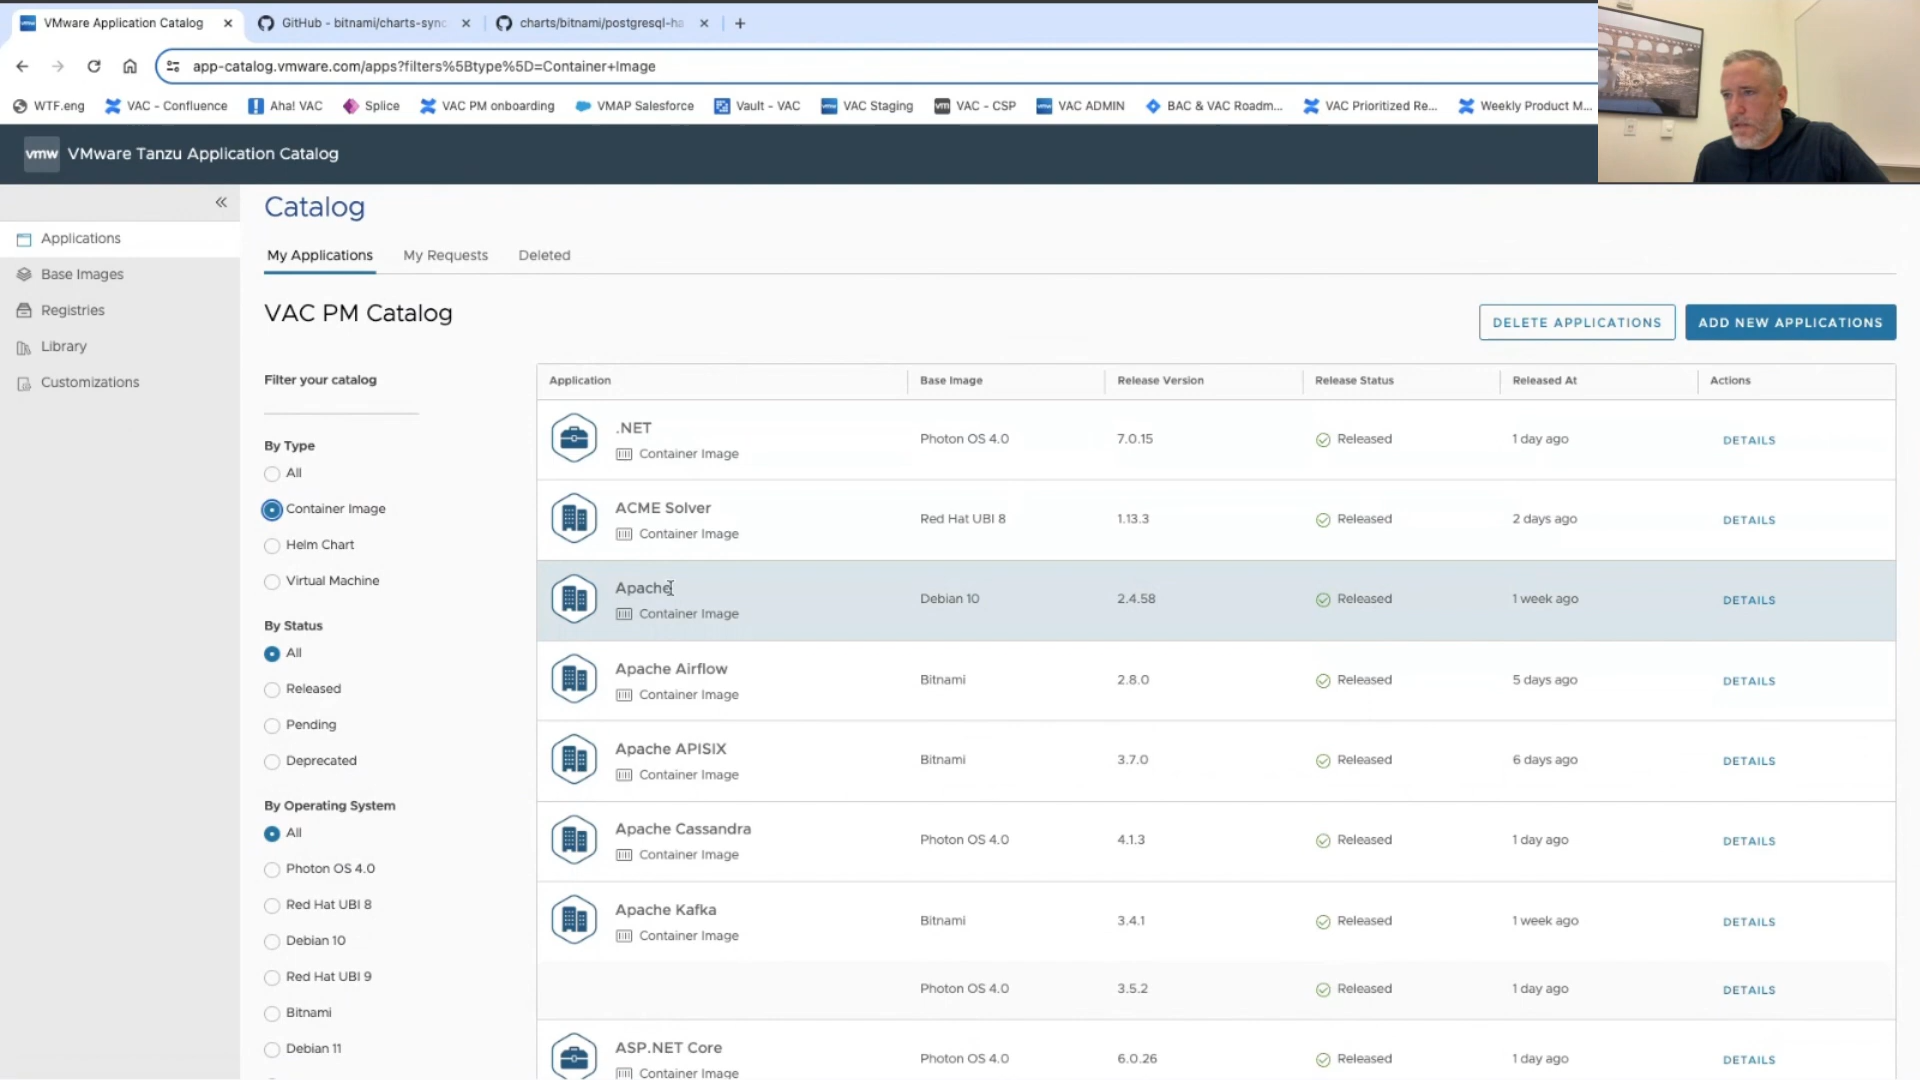 VMware Application Catalog
GitHub - bitnami/charts-sync
charts/bitnami/postgresql-ha
app-catalog.vmware.com/apps?filters%5Btype%5D=Container+Image
WTF.eng
VAC - Confluence
Aha! VAC
Splice
VAC PM onboarding
VMAP Salesforce
Vault - VAC
VAC Staging
VAC - CSP
VAC ADMIN
BAC & VAC Roadm...
VAC Prioritized Re...
Weekly Product M...
vmw VMware Tanzu Application Catalog
Applications
Base Images
Registries
Library
Customizations
Catalog
My Applications My Requests Deleted
VAC PM Catalog
DELETE APPLICATIONS
ADD NEW APPLICATIONS
Filter your catalog
By Type
All
Container Image
Helm Chart
Virtual Machine
By Status
All
Released
Pending
Deprecated
By Operating System
All
Photon OS 4.0
Red Hat UBI 8
Debian 10
Red Hat UBI 9
Bitnami
Debian 11
Application Base Image Release Version Release Status Released At Actions
.NET
Container Image
Photon OS 4.0 7.0.15 Released 1 day ago DETAILS
ACME Solver
Container Image
Red Hat UBI 8 1.13.3 Released 2 days ago DETAILS
Apache
Container Image
Debian 10 2.4.58 Released 1 week ago DETAILS
Apache Airflow
Container Image
Bitnami 2.8.0 Released 5 days ago DETAILS
Apache APISIX
Container Image
Bitnami 3.7.0 Released 6 days ago DETAILS
Apache Cassandra
Container Image
Photon OS 4.0 4.1.3 Released 1 day ago DETAILS
Apache Kafka
Container Image
Bitnami 3.4.1 Released 1 week ago DETAILS
Photon OS 4.0 3.5.2 Released 1 day ago DETAILS
ASP.NET Core
Container Image
Photon OS 4.0 6.0.26 Released 1 day ago DETAILS